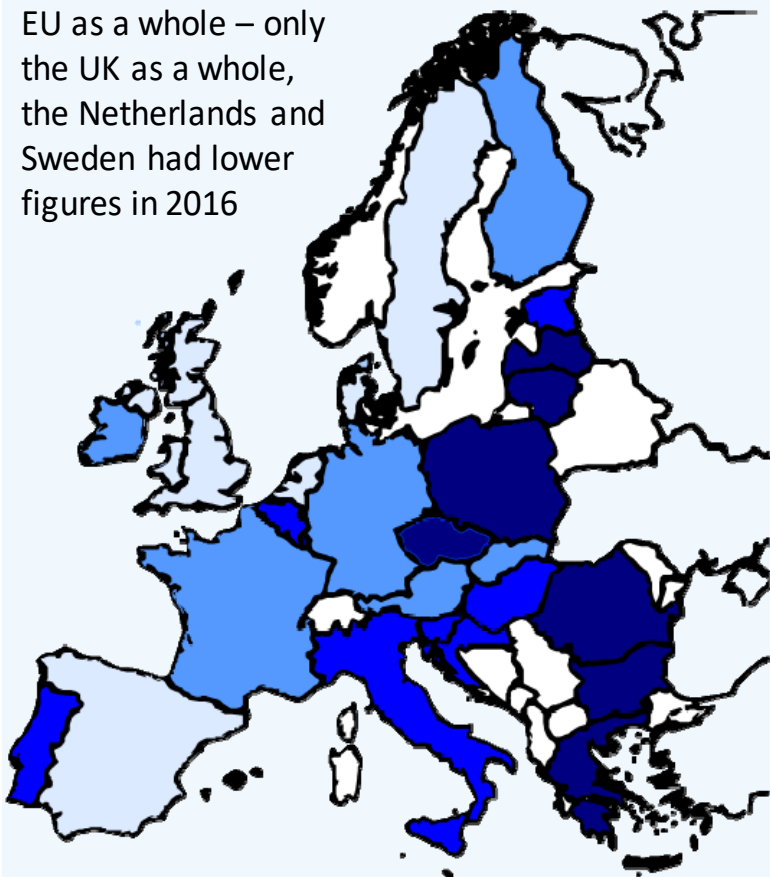 EU as a whole – only
the UK as a whole,
the Netherlands and
Sweden had lower
figures in 2016